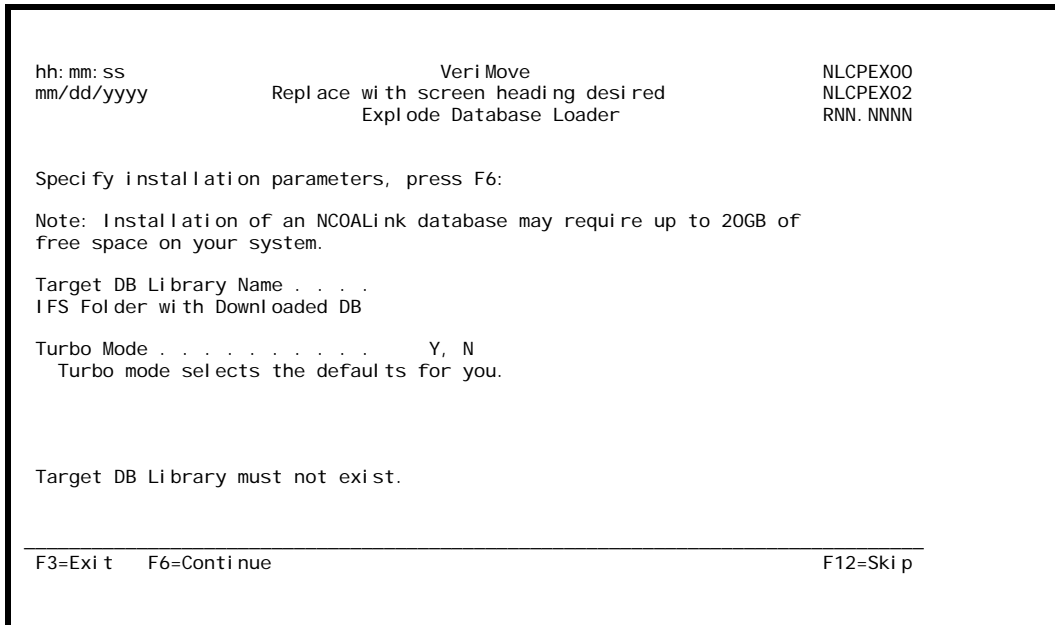 hh:mm:ss VeriMove NLCPEXOO
mm/dd/yyyy Replace with screen heading desired NLCPEXO2
Explode Database Loader RNN.NNNN
Specify installation parameters, press F6:
Note: Installation of an NCOALink database may require up to 20GB of
free space on your system.
Target DB Library Name . . . .
IFS Folder with Downloaded DB
Turbo Mode . . . . . . . . . . Y, N
Turbo mode selects the defaults for you.
Target DB Library must not exist.
F3=Exit F6=Continue F12=Skip